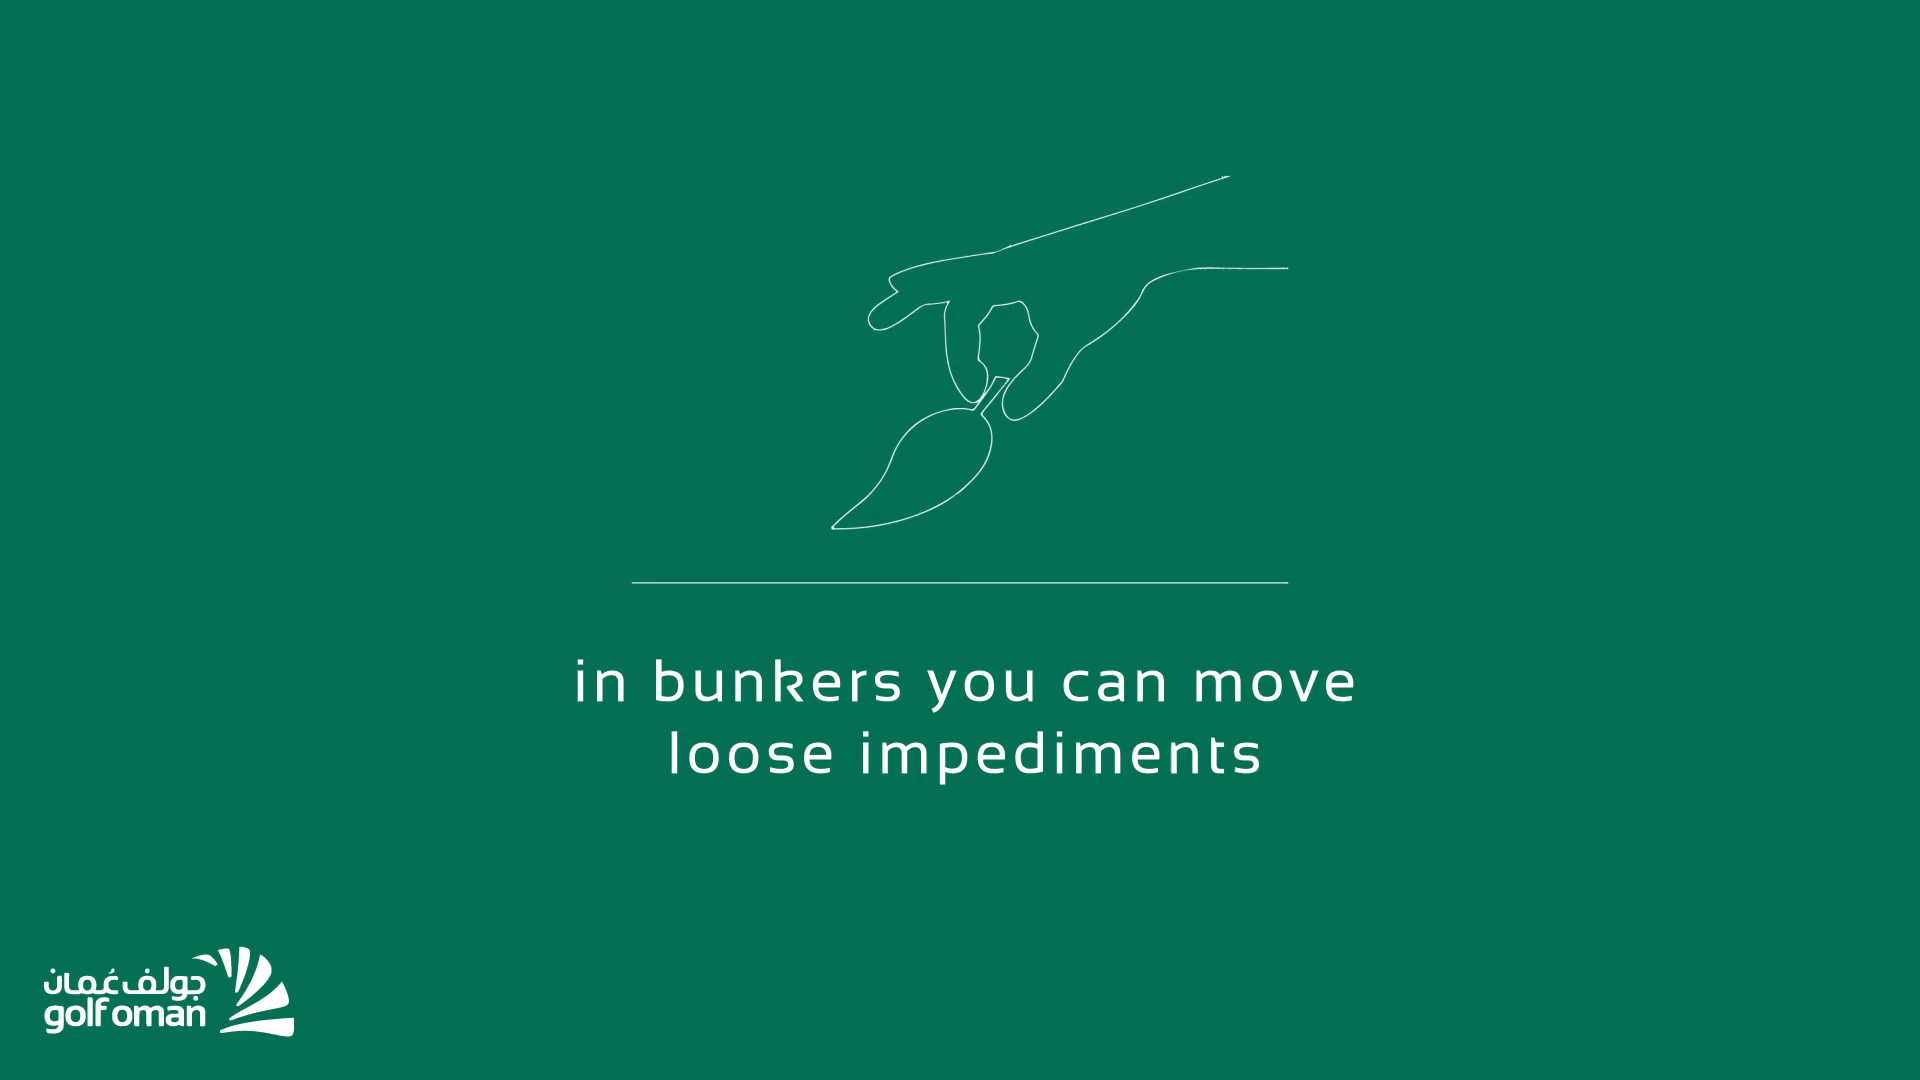 in bunkers you can move
loose impediments
جولف عُمان
golf oman